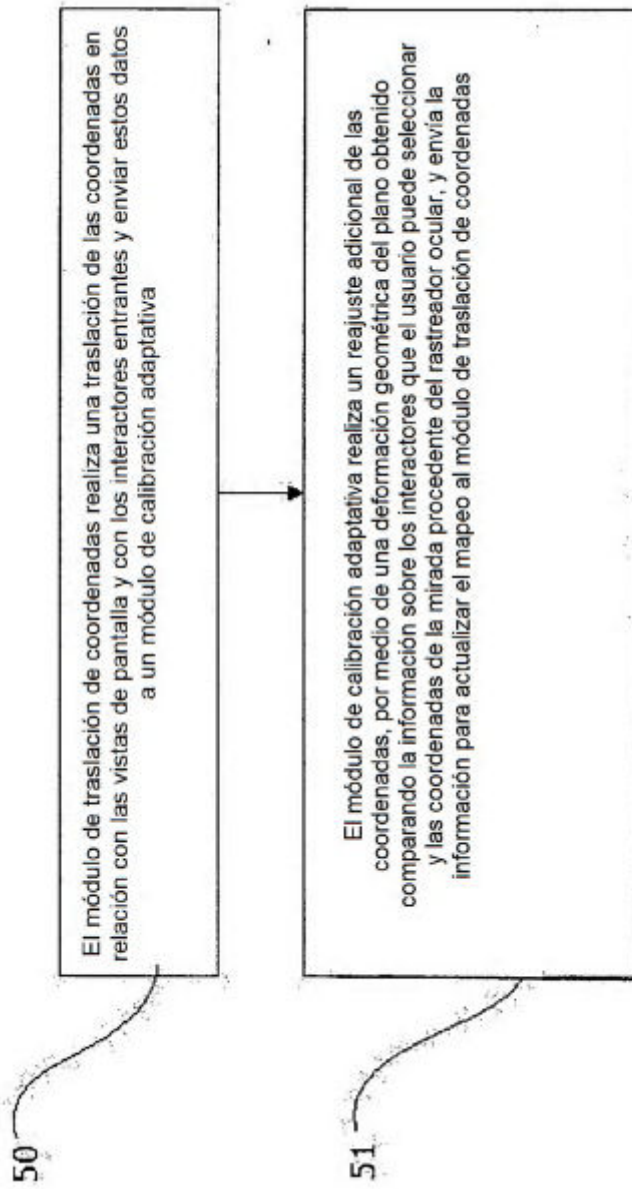 50
El módulo de traslación de coordenadas realiza una traslación de las coordenadas en
relación con las vistas de pantalla y con los interactores entrantes y enviar estos datos
a un módulo de calibración adaptativa
51
El módulo de calibración adaptativa realiza un reajuste adicional de las
coordenadas, por medio de una deformación geométrica del plano obtenido
comparando la información sobre los interactores que el usuario puede seleccionar
y las coordenadas de la mirada procedente del rastreador ocular, y envía la
información para actualizar el mapeo al módulo de traslación de coordenadas